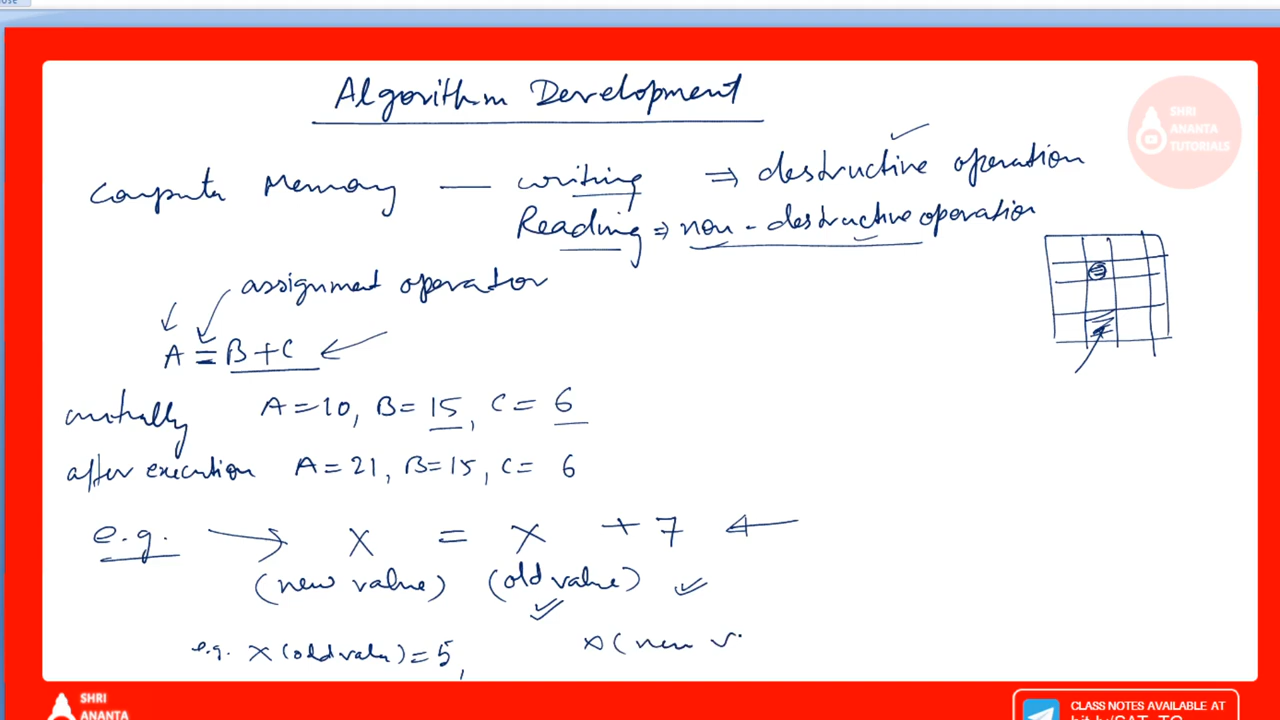 ose
Algorithm Development
SHRI
ANANTA
TUTORIALS
Computer Memory — writing ⇒ destructive operation
Reading ⇒ non-destructive operation
assignment operator
A = B+C
initially A=10, B=15, C=6
after execution A=21, B=15, C=6
e.g. → X = X + 7 ←
(new value) (old value)
e.g. X(old value)=5, X(new v
SHRI
ANANTA
CLASS NOTES AVAILABLE AT